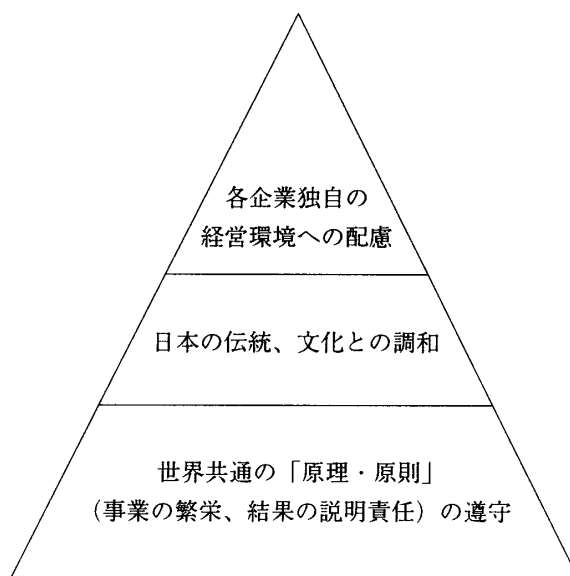 各企業独自の
経営環境への配慮
日本の伝統、文化との調和
世界共通の「原理・原則」
（事業の繁栄、結果の説明責任）の遵守